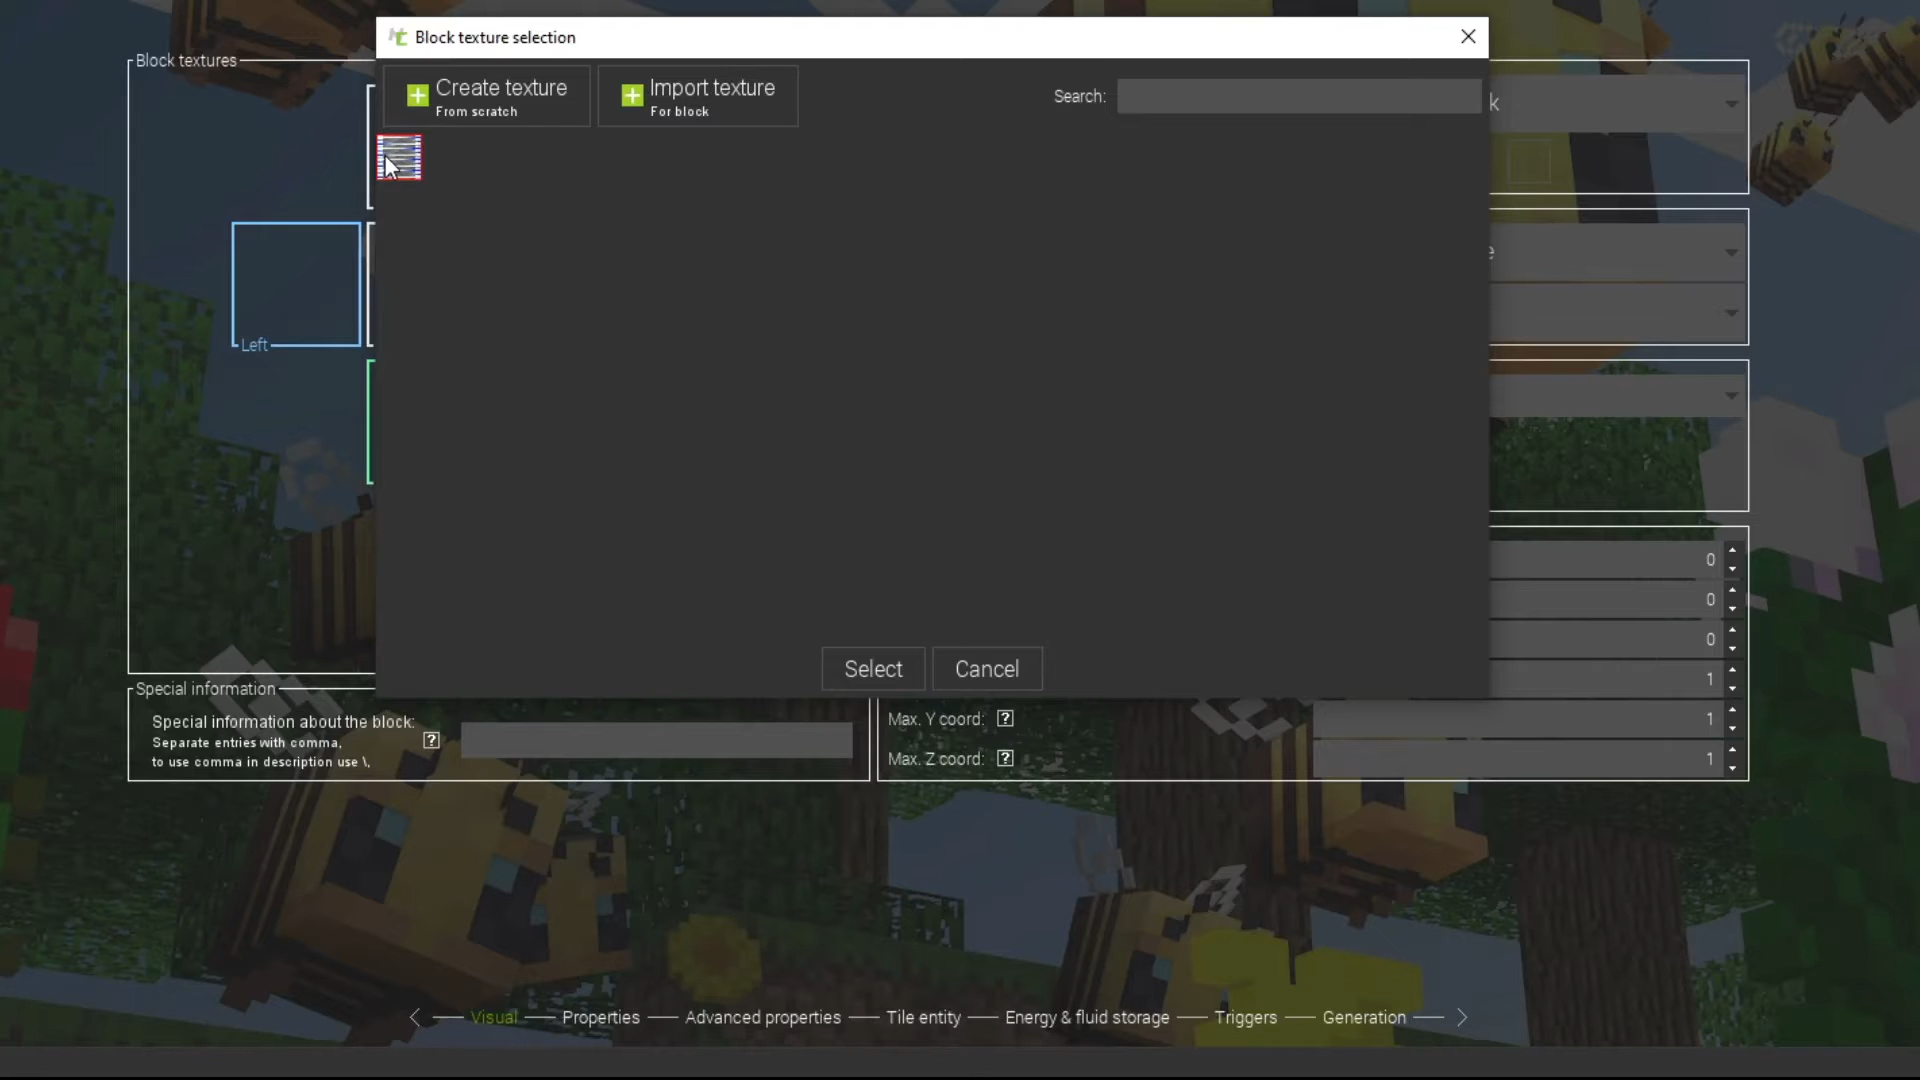 Block texture selection
Block textures
Create texture
From scratch
Import texture
For block
Search:
k
e
Left
0
0
0
1
Select
Cancel
Special information
Special information about the block:
Separate entries with comma,
to use comma in description use \,
?
Max. Y coord: ?
1
Max. Z coord: ?
1
Visual
Properties
Advanced properties
Tile entity
Energy & fluid storage
Triggers
Generation